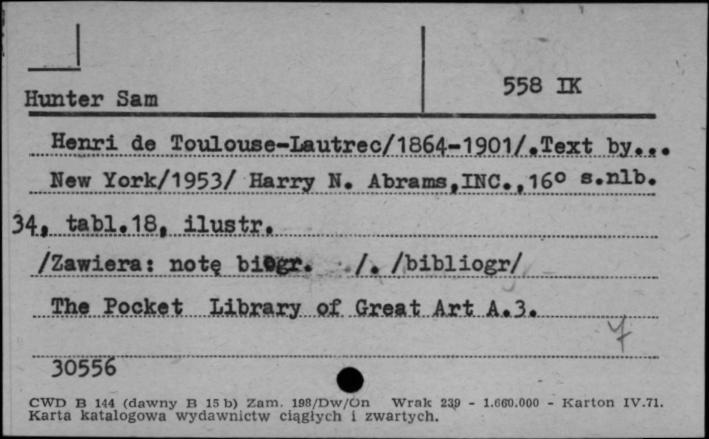 558 IK
Hunter Sam
Henri de Toulouse-Lautrec/1864-1901/.Text by...
New York/1953/ Harry N. Abrams,INC.,16° s.nlb.
34, tabl.18, ilustr.
/Zawiera: notę biogr. /. /bibliogr/
The Pocket Library of Great Art A.3.
30556
CWD B 144 (dawny B 15 b) Zam. 198/Dw/On Wrak 239 - 1.660.000 - Karton IV.71.
Karta katalogowa wydawnictw ciągłych i zwartych.